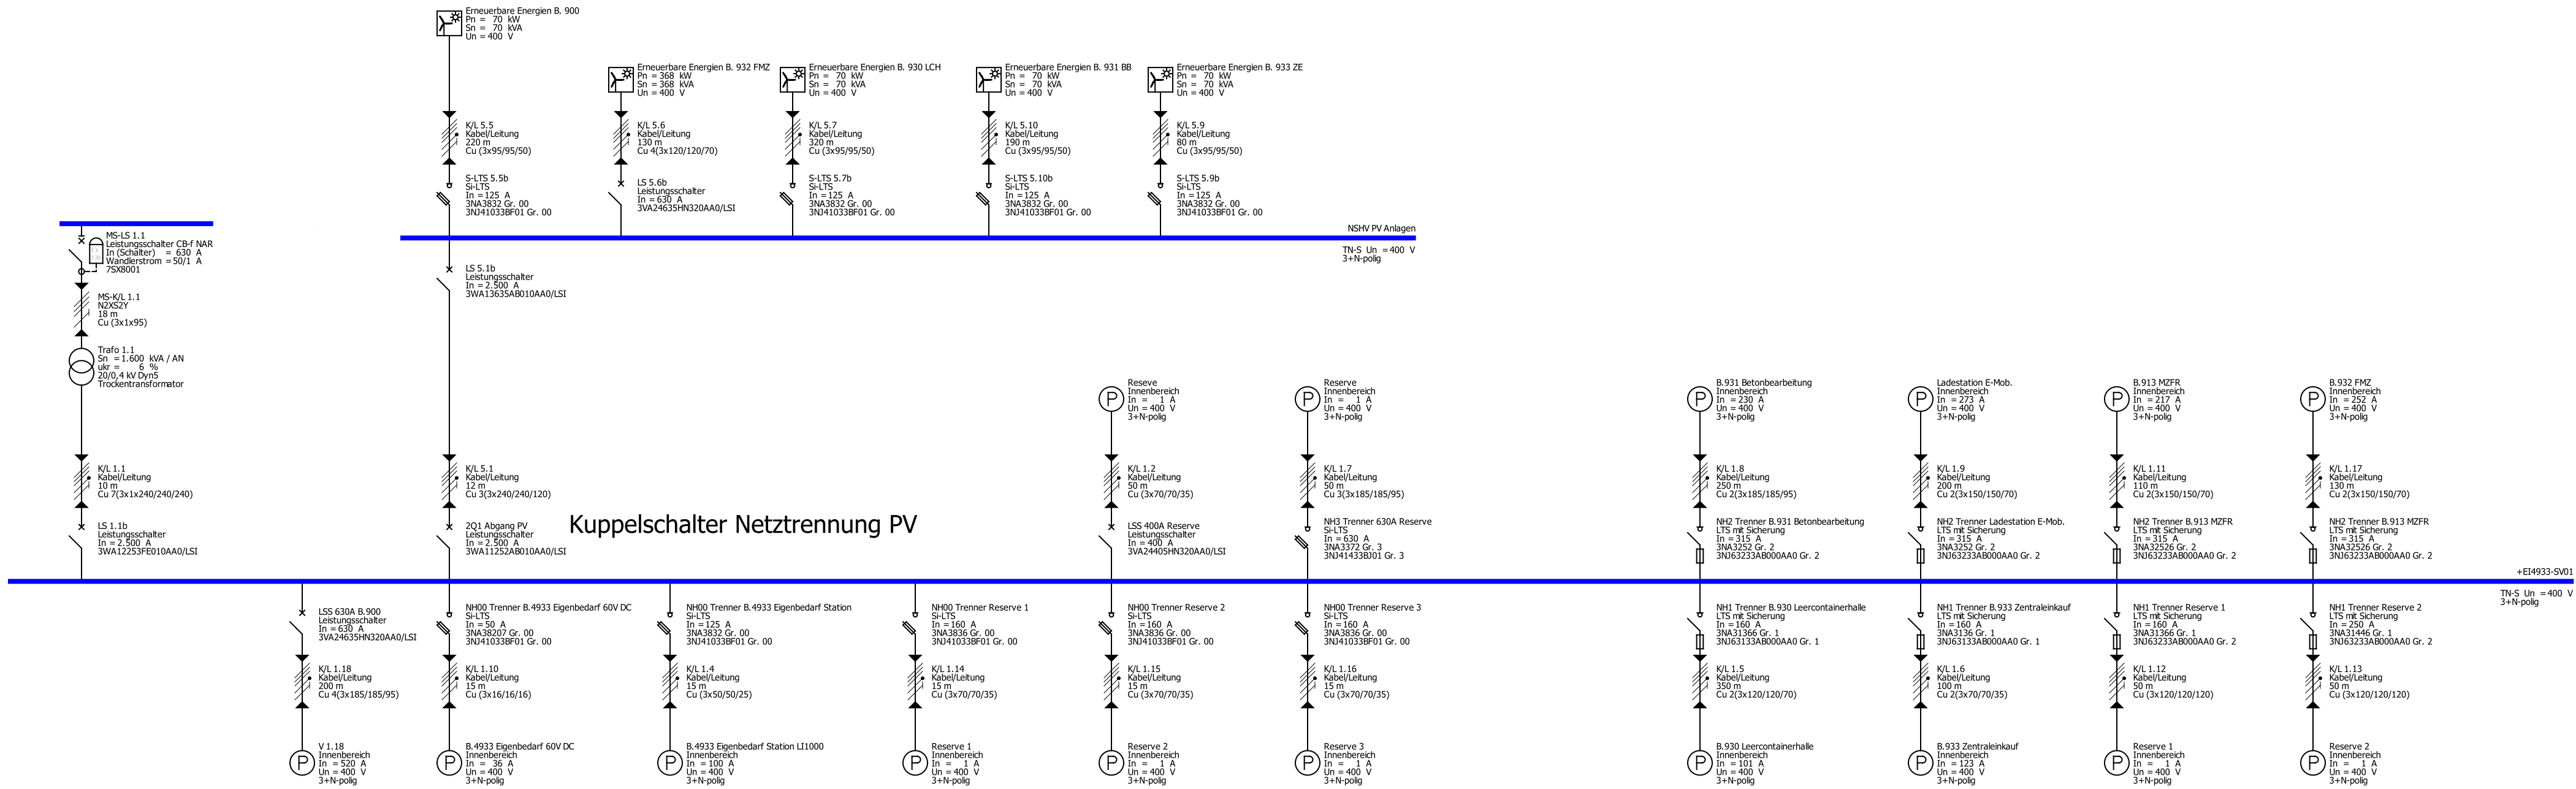 Erneuerbare Energien B. 900
Pn = 70 kW
Sn = 70 kVA
Un = 400 V
Erneuerbare Energien B. 932 FMZ
Pn = 368 kW
Sn = 368 kVA
Un = 400 V
Erneuerbare Energien B. 930 LCH
Pn = 70 kW
Sn = 70 kVA
Un = 400 V
Erneuerbare Energien B. 931 BB
Pn = 70 kW
Sn = 70 kVA
Un = 400 V
Erneuerbare Energien B. 933 ZE
Pn = 70 kW
Sn = 70 kVA
Un = 400 V
K/L 5.5
Kabel/Leitung
220 m
Cu (3x95/95/50)
K/L 5.6
Kabel/Leitung
130 m
Cu 4(3x120/120/70)
K/L 5.7
Kabel/Leitung
320 m
Cu (3x95/95/50)
K/L 5.10
Kabel/Leitung
190 m
Cu (3x95/95/50)
K/L 5.9
Kabel/Leitung
80 m
Cu (3x95/95/50)
S-LTS 5.5b
Si-LTS
In = 125 A
3NA3832 Gr. 00
3NJ41033BF01 Gr. 00
LS 5.6b
Leistungsschalter
In = 630 A
3VA24635HN320AA0/LSI
S-LTS 5.7b
Si-LTS
In = 125 A
3NA3832 Gr. 00
3NJ41033BF01 Gr. 00
S-LTS 5.10b
Si-LTS
In = 125 A
3NA3832 Gr. 00
3NJ41033BF01 Gr. 00
S-LTS 5.9b
Si-LTS
In = 125 A
3NA3832 Gr. 00
3NJ41033BF01 Gr. 00
NSHV PV Anlagen
TN-S Un = 400 V
3+N-polig
MS-LS 1.1
Leistungsschalter CB-f NAR
In (Schalter) = 630 A
Wandlerstrom = 50/1 A
7SX8001
MS-K/L 1.1
N2XS2Y
18 m
Cu (3x1x95)
Trafo 1.1
Sn = 1.600 kVA / AN
ukr = 6 %
20/0,4 kV Dyn5
Trockentransformator
K/L 1.1
Kabel/Leitung
10 m
Cu 7(3x1x240/240/240)
LS 1.1b
Leistungsschalter
In = 2.500 A
3WA12253FE010AA0/LSI
LS 5.1b
Leistungsschalter
In = 2.500 A
3WA13635AB010AA0/LSI
K/L 5.1
Kabel/Leitung
12 m
Cu 3(3x240/240/120)
2Q1 Abgang PV
Leistungsschalter
In = 2.500 A
3WA11252AB010AA0/LSI
Kuppelschalter Netztrennung PV
Reseve
Innenbereich
In = 1 A
Un = 400 V
3+N-polig
K/L 1.2
Kabel/Leitung
50 m
Cu (3x70/70/35)
LSS 400A Reserve
Leistungsschalter
In = 400 A
3VA24405HN320AA0/LSI
Reserve
Innenbereich
In = 1 A
Un = 400 V
3+N-polig
K/L 1.7
Kabel/Leitung
50 m
Cu 3(3x185/185/95)
NH3 Trenner 630A Reserve
Si-LTS
In = 630 A
3NA3372 Gr. 3
3NJ41433BJ01 Gr. 3
B.931 Betonbearbeitung
Innenbereich
In = 230 A
Un = 400 V
3+N-polig
K/L 1.8
Kabel/Leitung
250 m
Cu 2(3x185/185/95)
NH2 Trenner B.931 Betonbearbeitung
LTS mit Sicherung
In = 315 A
3NA3252 Gr. 2
3NJ63233AB000AA0 Gr. 2
Ladestation E-Mob.
Innenbereich
In = 273 A
Un = 400 V
3+N-polig
K/L 1.9
Kabel/Leitung
200 m
Cu 2(3x150/150/70)
NH2 Trenner Ladestation E-Mob.
LTS mit Sicherung
In = 315 A
3NA3252 Gr. 2
3NJ63233AB000AA0 Gr. 2
B.913 MZFR
Innenbereich
In = 217 A
Un = 400 V
3+N-polig
K/L 1.11
Kabel/Leitung
110 m
Cu 2(3x150/150/70)
NH2 Trenner B.913 MZFR
LTS mit Sicherung
In = 315 A
3NA32526 Gr. 2
3NJ63233AB000AA0 Gr. 2
B.932 FMZ
Innenbereich
In = 252 A
Un = 400 V
3+N-polig
K/L 1.17
Kabel/Leitung
130 m
Cu 2(3x150/150/70)
NH2 Trenner B.913 MZFR
LTS mit Sicherung
In = 315 A
3NA32526 Gr. 2
3NJ63233AB000AA0 Gr. 2
+EI4933-SV01
TN-S Un = 400 V
3+N-polig
LSS 630A B.900
Leistungsschalter
In = 630 A
3VA24635HN320AA0/LSI
K/L 1.18
Kabel/Leitung
200 m
Cu 4(3x185/185/95)
V 1.18
Innenbereich
In = 520 A
Un = 400 V
3+N-polig
NH00 Trenner B.4933 Eigenbedarf 60V DC
Si-LTS
In = 50 A
3NA38207 Gr. 00
3NJ41033BF01 Gr. 00
K/L 1.10
Kabel/Leitung
15 m
Cu (3x16/16/16)
B.4933 Eigenbedarf 60V DC
Innenbereich
In = 36 A
Un = 400 V
3+N-polig
NH00 Trenner B.4933 Eigenbedarf Station
Si-LTS
In = 125 A
3NA3832 Gr. 00
3NJ41033BF01 Gr. 00
K/L 1.4
Kabel/Leitung
15 m
Cu (3x50/50/25)
B.4933 Eigenbedarf Station LI1000
Innenbereich
In = 100 A
Un = 400 V
3+N-polig
NH00 Trenner Reserve 1
Si-LTS
In = 160 A
3NA3836 Gr. 00
3NJ41033BF01 Gr. 00
K/L 1.14
Kabel/Leitung
15 m
Cu (3x70/70/35)
Reserve 1
Innenbereich
In = 1 A
Un = 400 V
3+N-polig
NH00 Trenner Reserve 2
Si-LTS
In = 160 A
3NA3836 Gr. 00
3NJ41033BF01 Gr. 00
K/L 1.15
Kabel/Leitung
15 m
Cu (3x70/70/35)
Reserve 2
Innenbereich
In = 1 A
Un = 400 V
3+N-polig
NH00 Trenner Reserve 3
Si-LTS
In = 160 A
3NA3836 Gr. 00
3NJ41033BF01 Gr. 00
K/L 1.16
Kabel/Leitung
15 m
Cu (3x70/70/35)
Reserve 3
Innenbereich
In = 1 A
Un = 400 V
3+N-polig
NH1 Trenner B.930 Leercontainerhalle
LTS mit Sicherung
In = 160 A
3NA31366 Gr. 1
3NJ63133AB000AA0 Gr. 1
K/L 1.5
Kabel/Leitung
350 m
Cu 2(3x120/120/70)
B.930 Leercontainerhalle
Innenbereich
In = 101 A
Un = 400 V
3+N-polig
NH1 Trenner B.933 Zentraleinkauf
LTS mit Sicherung
In = 160 A
3NA3136 Gr. 1
3NJ63133AB000AA0 Gr. 1
K/L 1.6
Kabel/Leitung
100 m
Cu 2(3x70/70/35)
B.933 Zentraleinkauf
Innenbereich
In = 123 A
Un = 400 V
3+N-polig
NH1 Trenner Reserve 1
LTS mit Sicherung
In = 160 A
3NA31366 Gr. 1
3NJ63233AB000AA0 Gr. 2
K/L 1.12
Kabel/Leitung
50 m
Cu (3x120/120/120)
Reserve 1
Innenbereich
In = 1 A
Un = 400 V
3+N-polig
NH1 Trenner Reserve 2
LTS mit Sicherung
In = 250 A
3NA31446 Gr. 1
3NJ63233AB000AA0 Gr. 2
K/L 1.13
Kabel/Leitung
50 m
Cu (3x120/120/120)
Reserve 2
Innenbereich
In = 1 A
Un = 400 V
3+N-polig